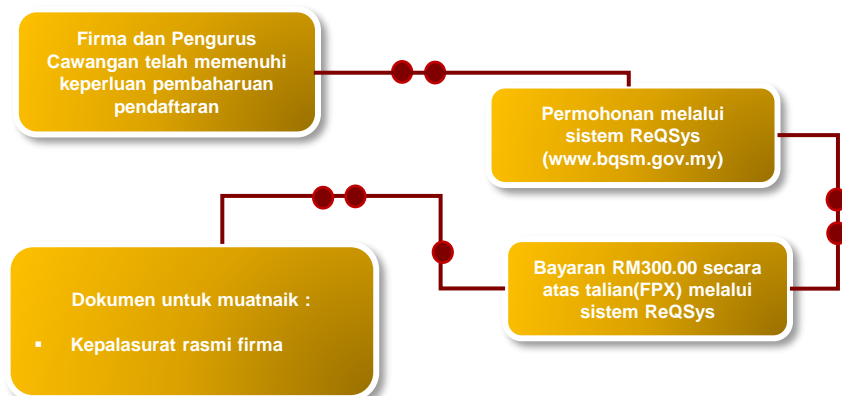 Firma dan Pengurus
Cawangan telah memenuhi
keperluan pembaharuan
pendaftaran
Permohonan melalui
sistem ReQSys
(www.bqsm.gov.my)
Bayaran RM300.00 secara
atas talian(FPX) melalui
sistem ReQSys
Dokumen untuk muatnaik :
▪ Kepalasurat rasmi firma